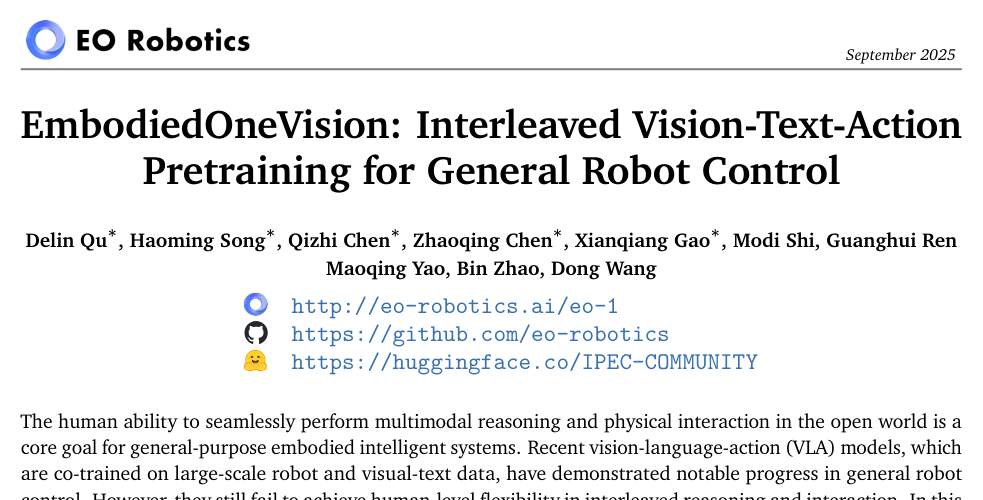 EO Robotics
September 2025
EmbodiedOneVision: Interleaved Vision-Text-Action
Pretraining for General Robot Control
Delin Qu*, Haoming Song*, Qizhi Chen*, Zhaoqing Chen*, Xianqiang Gao*, Modi Shi, Guanghui Ren
Maoqing Yao, Bin Zhao, Dong Wang
http://eo-robotics.ai/eo-1
https://github.com/eo-robotics
https://huggingface.co/IPEC-COMMUNITY
The human ability to seamlessly perform multimodal reasoning and physical interaction in the open world is a
core goal for general-purpose embodied intelligent systems. Recent vision-language-action (VLA) models, which
are co-trained on large-scale robot and visual-text data, have demonstrated notable progress in general robot
control. However, they still fail to achieve human-level flexibility in interleaved reasoning and interaction. In this